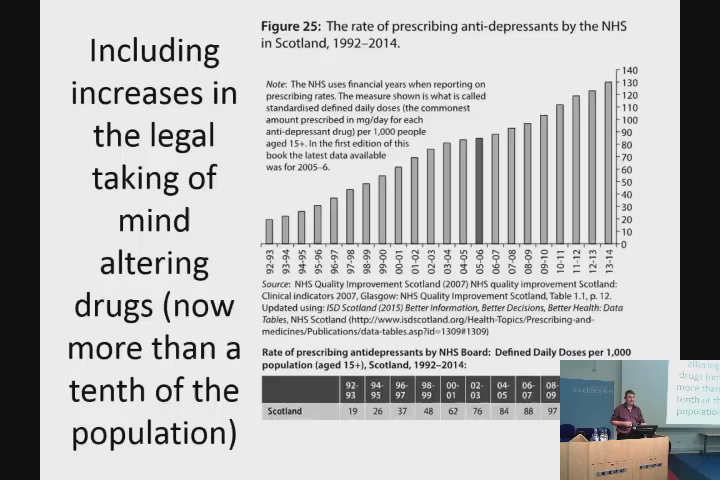 Including
increases in
the legal
taking of
mind
altering
drugs (now
more than a
tenth of the
population)
Figure 25: The rate of prescribing anti-depressants by the NHS
in Scotland, 1992–2014.
Note: The NHS uses financial years when reporting on
prescribing rates. The measure shown is what is called
standardised defined daily doses (the commonest
amount prescribed in mg/day for each
anti-depressant drug) per 1,000 people
aged 15+. In the first edition of this
book the latest data available
was for 2005–6.
140
130
120
110
100
90
80
70
60
50
40
30
20
10
0
92-93
93-94
94-95
95-96
96-97
97-98
98-99
99-00
00-01
01-02
02-03
03-04
04-05
05-06
06-07
07-08
08-09
09-10
10-11
11-12
12-13
13-14
Source: NHS Quality Improvement Scotland (2007) NHS quality improvement Scotland:
Clinical indicators 2007, Glasgow: NHS Quality Improvement Scotland, Table 1.1, p. 12.
Updated using: ISD Scotland (2015) Better Information, Better Decisions, Better Health: Data
Tables, NHS Scotland (http://www.isdscotland.org/Health-Topics/Prescribing-and-
medicines/Publications/data-tables.asp?id=1309#1309)
Rate of prescribing antidepressants by NHS Board: Defined Daily Doses per 1,000
population (aged 15+), Scotland, 1992–2014:
92- 94- 96- 98- 00- 02- 04- 06- 08-
93 95 97 99 01 03 05 07 09
Scotland 19 26 37 48 62 76 84 88 97
altering
drugs (now
more than
tenth of the
population